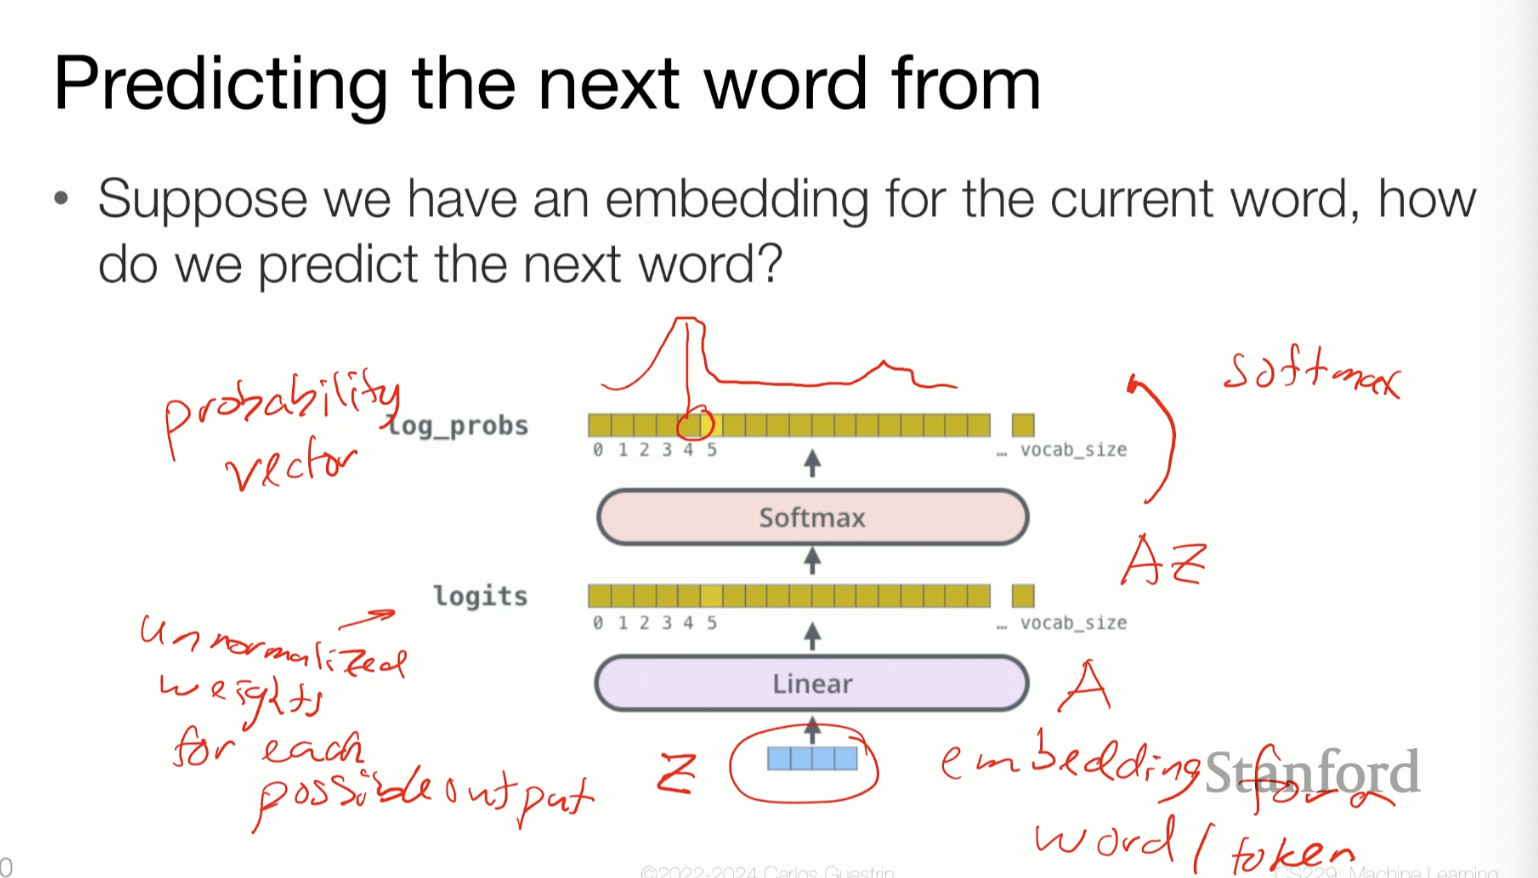 Predicting the next word from
• Suppose we have an embedding for the current word, how
do we predict the next word?
softmax
probability
vector
log_probs
0 1 2 3 4 5 … vocab_size
Softmax
AZ
logits
0 1 2 3 4 5 … vocab_size
unnormalized
weights
for each
possible output
Linear
A
Z
embedding for a
word / token
Stanford
0
©2022-2024 Carlos Guestrin
CS229: Machine Learning